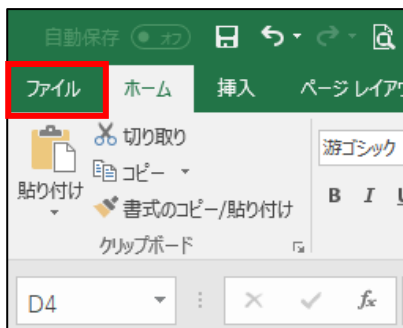 自動保存 オフ
ファイル ホーム 挿入 ページ レイア
切り取り
コピー
貼り付け
書式のコピー/貼り付け
クリップボード
游ゴシック
B I
D4
fx